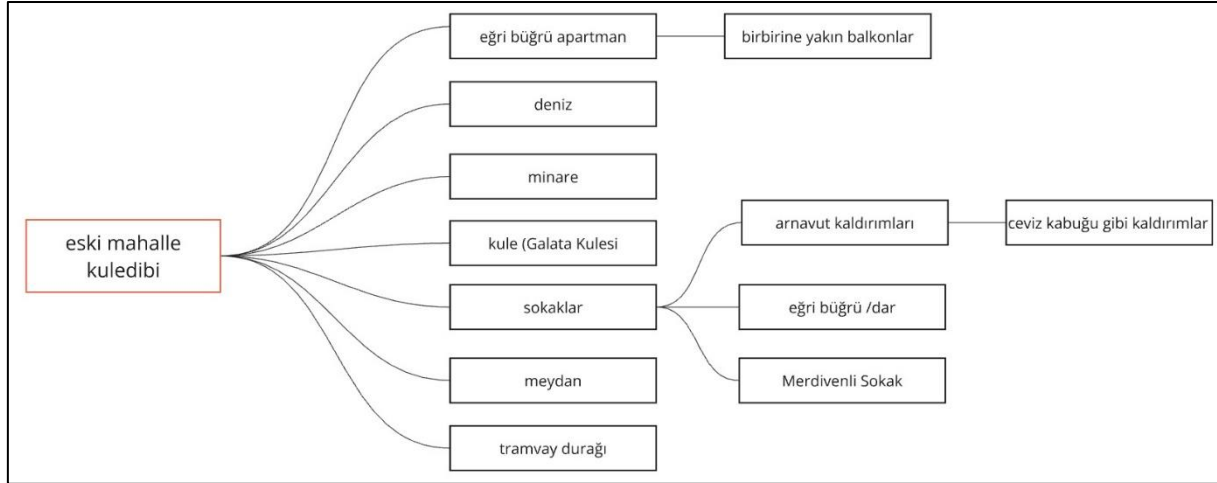 eski mahalle
kuledibi
eğri büğrü apartman
birbirine yakın balkonlar
deniz
minare
kule (Galata Kulesi
sokaklar
arnavut kaldırımları
ceviz kabuğu gibi kaldırımlar
eğri büğrü /dar
Merdivenli Sokak
meydan
tramvay durağı